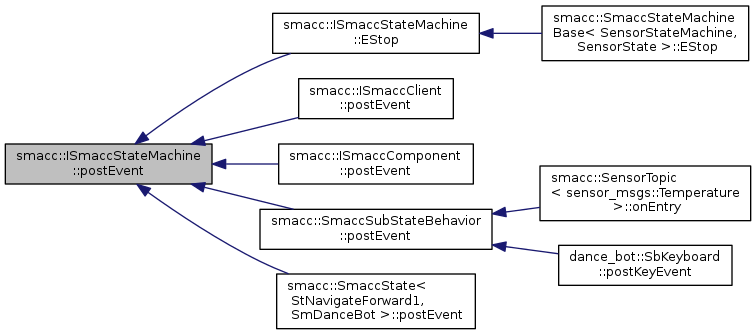 smacc::ISmaccStateMachine
::postEvent
smacc::ISmaccStateMachine
::EStop
smacc::SmaccStateMachine
Base< SensorStateMachine,
SensorState >::EStop
smacc::ISmaccClient
::postEvent
smacc::ISmaccComponent
::postEvent
smacc::SmaccSubStateBehavior
::postEvent
smacc::SensorTopic
< sensor_msgs::Temperature
>::onEntry
dance_bot::SbKeyboard
::postKeyEvent
smacc::SmaccState<
StNavigateForward1,
SmDanceBot >::postEvent